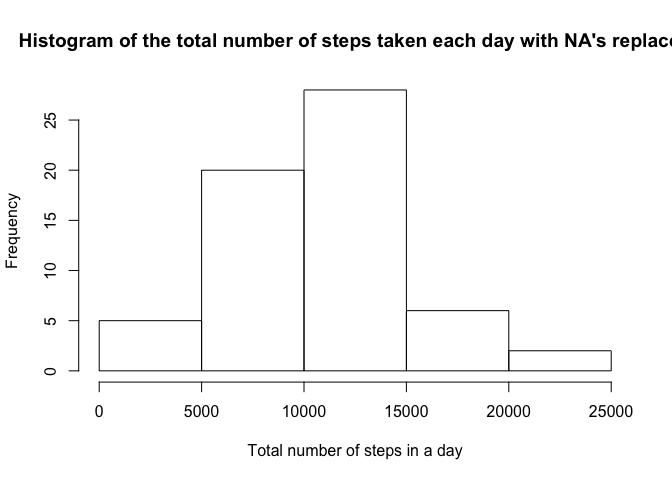 Histogram of the total number of steps taken each day with NA's replac
Frequency
25
20
15
10
5
0
0 5000 10000 15000 20000 25000
Total number of steps in a day